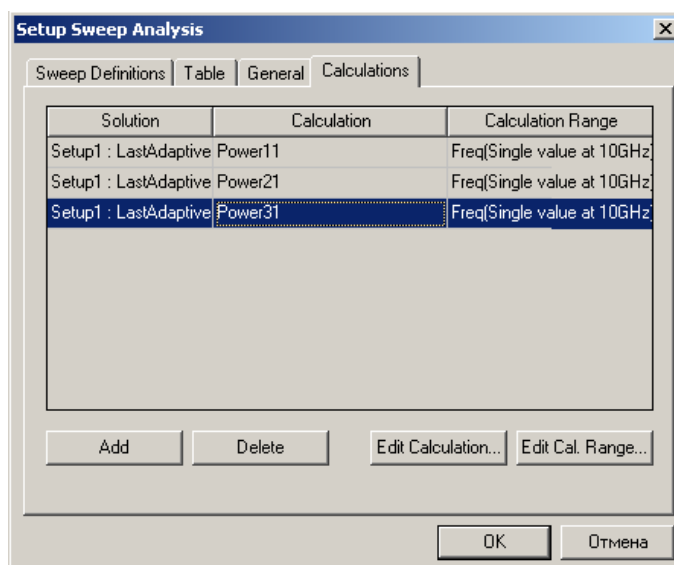 Setup Sweep Analysis
Sweep Definitions Table General Calculations
Solution Calculation Calculation Range
Setup1 : LastAdaptive Power11 Freq(Single value at 10GHz)
Setup1 : LastAdaptive Power21 Freq(Single value at 10GHz)
Setup1 : LastAdaptive Power31 Freq(Single value at 10GHz)
Add Delete Edit Calculation... Edit Cal. Range...
OK Отмена